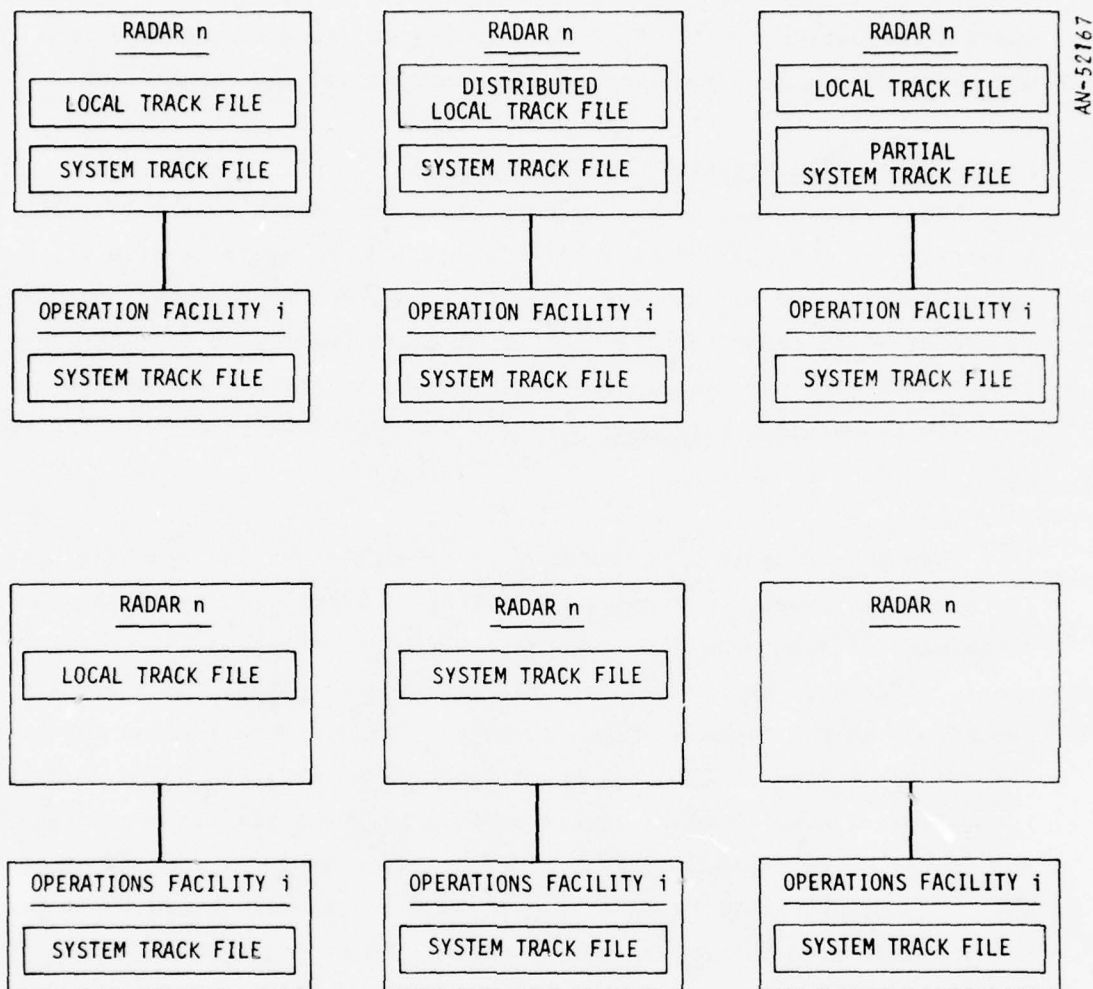 RADAR n
LOCAL TRACK FILE
SYSTEM TRACK FILE
OPERATION FACILITY i
SYSTEM TRACK FILE
RADAR n
DISTRIBUTED
LOCAL TRACK FILE
SYSTEM TRACK FILE
OPERATION FACILITY i
SYSTEM TRACK FILE
RADAR n
LOCAL TRACK FILE
PARTIAL
SYSTEM TRACK FILE
OPERATION FACILITY i
SYSTEM TRACK FILE
AN-52167
RADAR n
LOCAL TRACK FILE
OPERATIONS FACILITY i
SYSTEM TRACK FILE
RADAR n
SYSTEM TRACK FILE
OPERATIONS FACILITY i
SYSTEM TRACK FILE
RADAR n
OPERATIONS FACILITY i
SYSTEM TRACK FILE